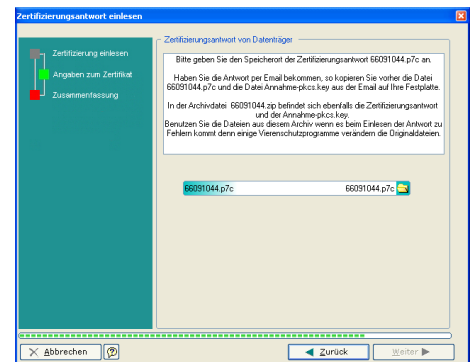 Zertifizierungsantwort einlesen
Zertifizierung einlesen
Angaben zum Zertifikat
Zusammenfassung
Zertifizierungsantwort von Datenträger
Bitte geben Sie den Speicherort der Zertifizierungsantwort 66091044.p7c an.
Haben Sie die Antwort per Email bekommen, so kopieren Sie vorher die Datei
66091044.p7c und die Datei Annahme-pkcs.key aus der Email auf Ihre Festplatte.
In der Archivdatei 66091044.zip befindet sich ebenfalls die Zertifizierungsantwort
und der Annahme-pkcs.key.
Benutzen Sie die Dateien aus diesem Archiv wenn es beim Einlesen der Antwort zu
Fehlern kommt denn einige Vierenschutzprogramme verändern die Originaldateien.
66091044.p7c 66091044.p7c
Abbrechen ? Zurück Weiter